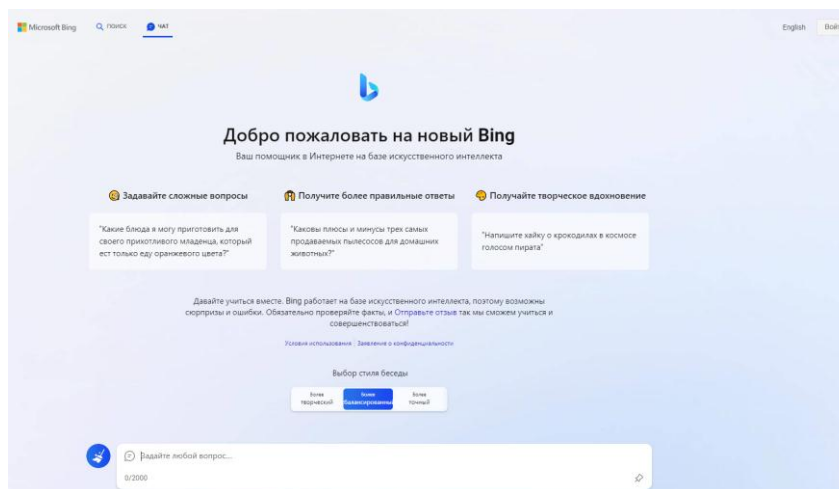 Microsoft Bing
ПОИСК
ЧАТ
English
Добро пожаловать на новый Bing
Ваш помощник в Интернете на базе искусственного интеллекта
Задавайте сложные вопросы
Получите более правильные ответы
Получайте творческое вдохновение
"Какие блюда я могу приготовить для
своего прихотливого младенца, который
ест только еду оранжевого цвета?"
"Каковы плюсы и минусы трех самых
продаваемых пылесосов для домашних
животных?"
"Напишите хайку о крокодилах в космосе
голосом пирата"
Давайте учиться вместе. Bing работает на базе искусственного интеллекта, поэтому возможны
сюрпризы и ошибки. Обязательно проверяйте факты, и Отправьте отзыв так мы сможем учиться и
совершенствоваться!
Условия использования | Заявление о конфиденциальности
Выбор стиля беседы
Более
творческий
Более
сбалансированный
Более
точный
Задайте любой вопрос...
0/2000